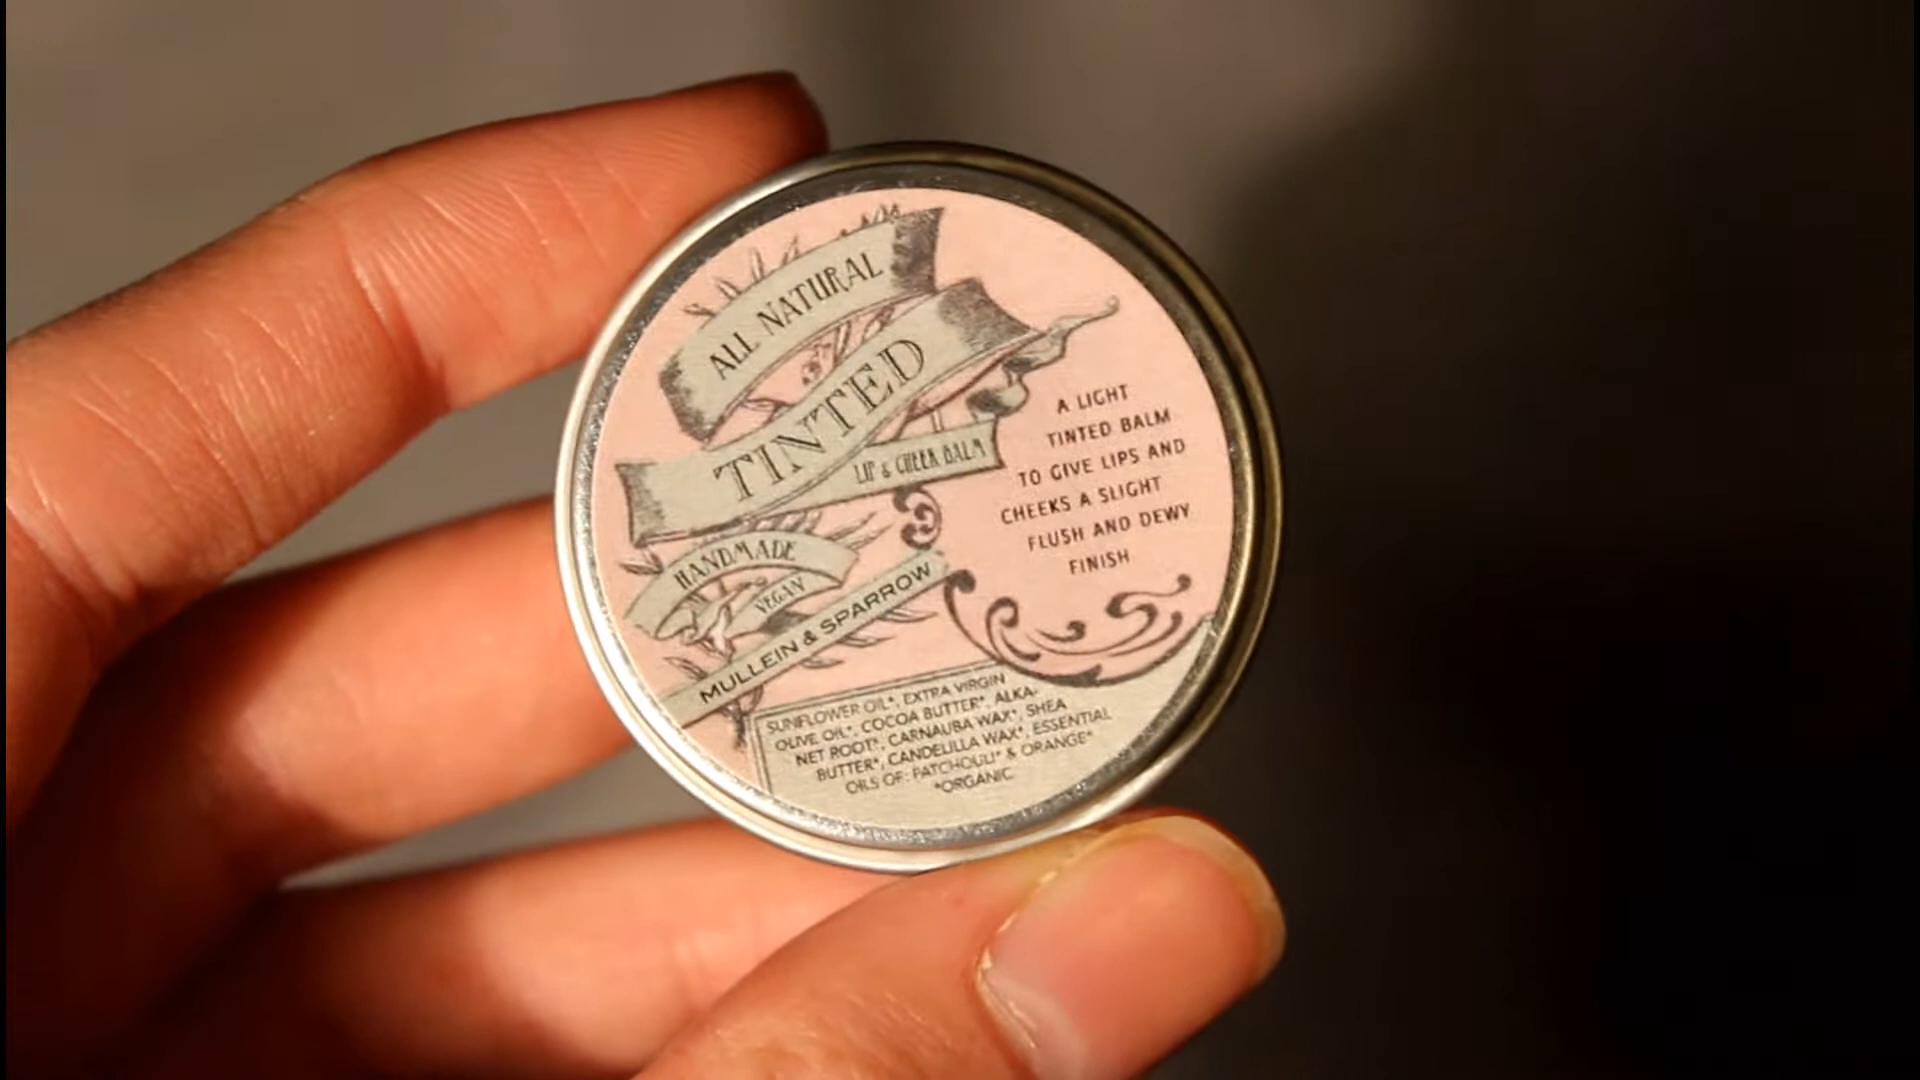 ALL NATURAL
TINTED
LIP & CHEEK BALM
HANDMADE
VEGAN
MULLEIN & SPARROW
A LIGHT
TINTED BALM
TO GIVE LIPS AND
CHEEKS A SLIGHT
FLUSH AND DEWY
FINISH
SUNFLOWER OIL*, EXTRA VIRGIN
OLIVE OIL*, COCOA BUTTER*, ALKA-
NET ROOT*, CARNAUBA WAX*, SHEA
BUTTER*, CANDELILLA WAX*, ESSENTIAL
OILS OF: PATCHOULI* & ORANGE*
*ORGANIC